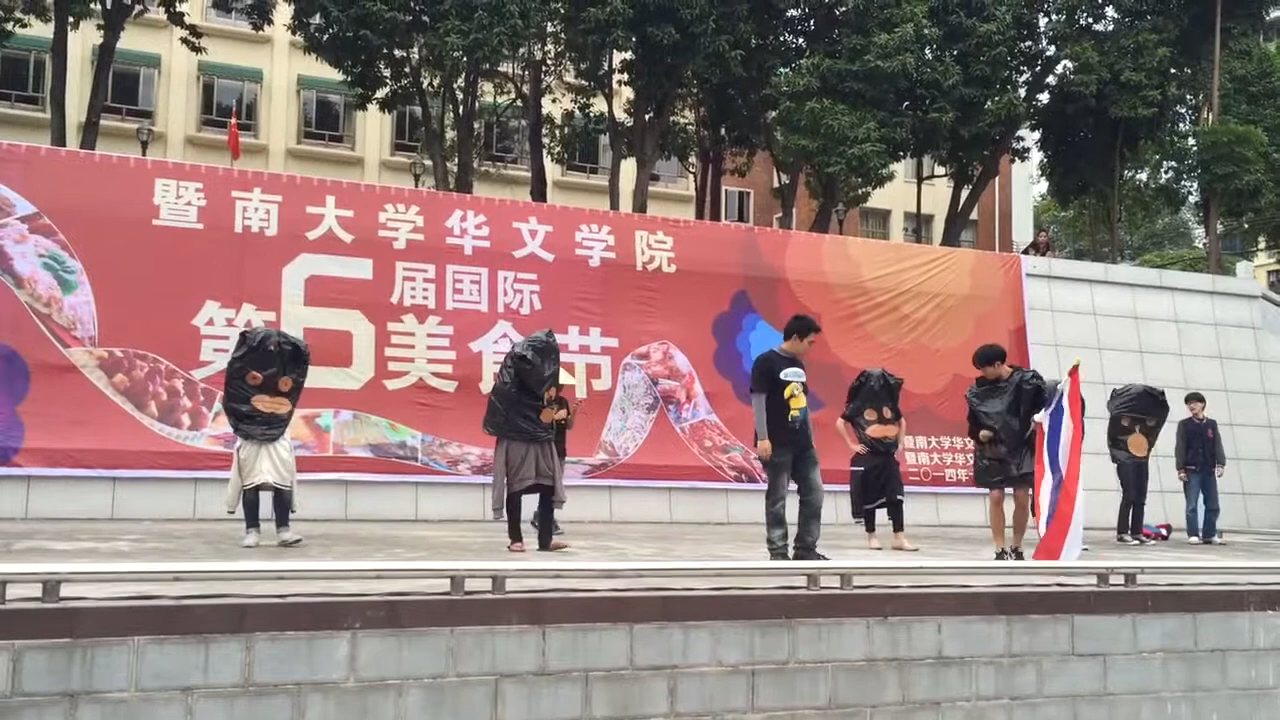 暨南大学华文学院
第6届国际
美食节
暨南大学华文
暨南大学华文
二〇一四年